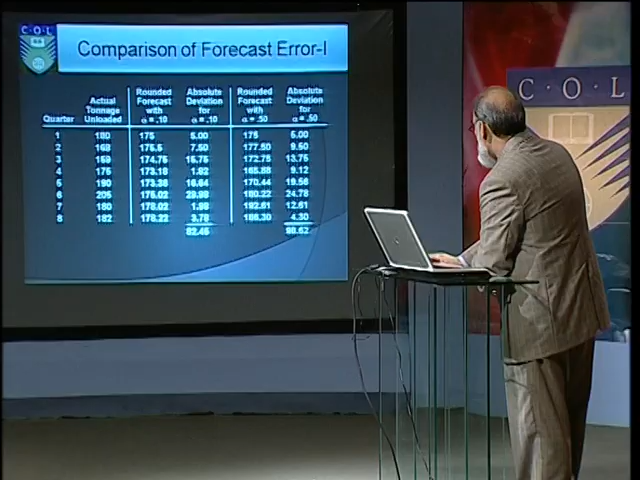 C.O.L
Comparison of Forecast Error-I
Rounded Absolute Rounded Absolute
Actual Forecast Deviation Forecast Deviation
Tonnage with for with for
Quarter Unloaded α = .10 α = .10 α = .50 α = .50
1 180 175 5.00 175 5.00
2 168 175.5 7.50 177.50 9.50
3 159 174.75 15.75 172.75 13.75
4 175 173.18 1.82 165.88 9.12
5 190 173.36 16.64 170.44 19.56
6 205 175.02 29.98 180.22 24.78
7 180 178.02 1.98 192.61 12.61
8 182 178.22 3.78 186.30 4.30
82.45 98.62
C.O.L